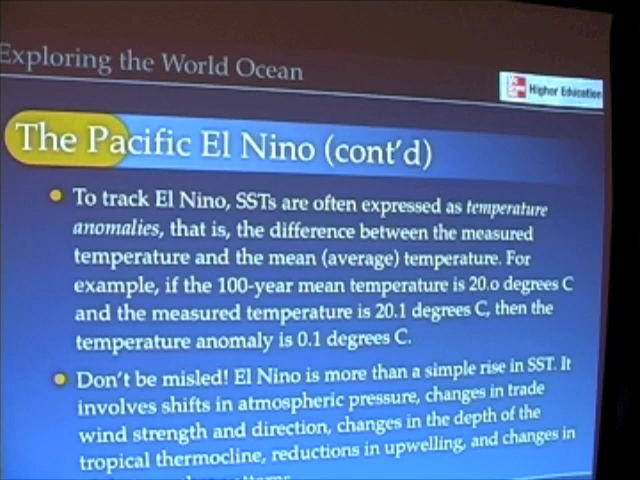 Exploring the World Ocean
Higher Education
The Pacific El Nino (cont'd)
To track El Nino, SSTs are often expressed as temperature
anomalies, that is, the difference between the measured
temperature and the mean (average) temperature. For
example, if the 100-year mean temperature is 20.0 degrees C
and the measured temperature is 20.1 degrees C, then the
temperature anomaly is 0.1 degrees C.
Don't be misled! El Nino is more than a simple rise in SST. It
involves shifts in atmospheric pressure, changes in trade
wind strength and direction, changes in the depth of the
tropical thermocline, reductions in upwelling, and changes in